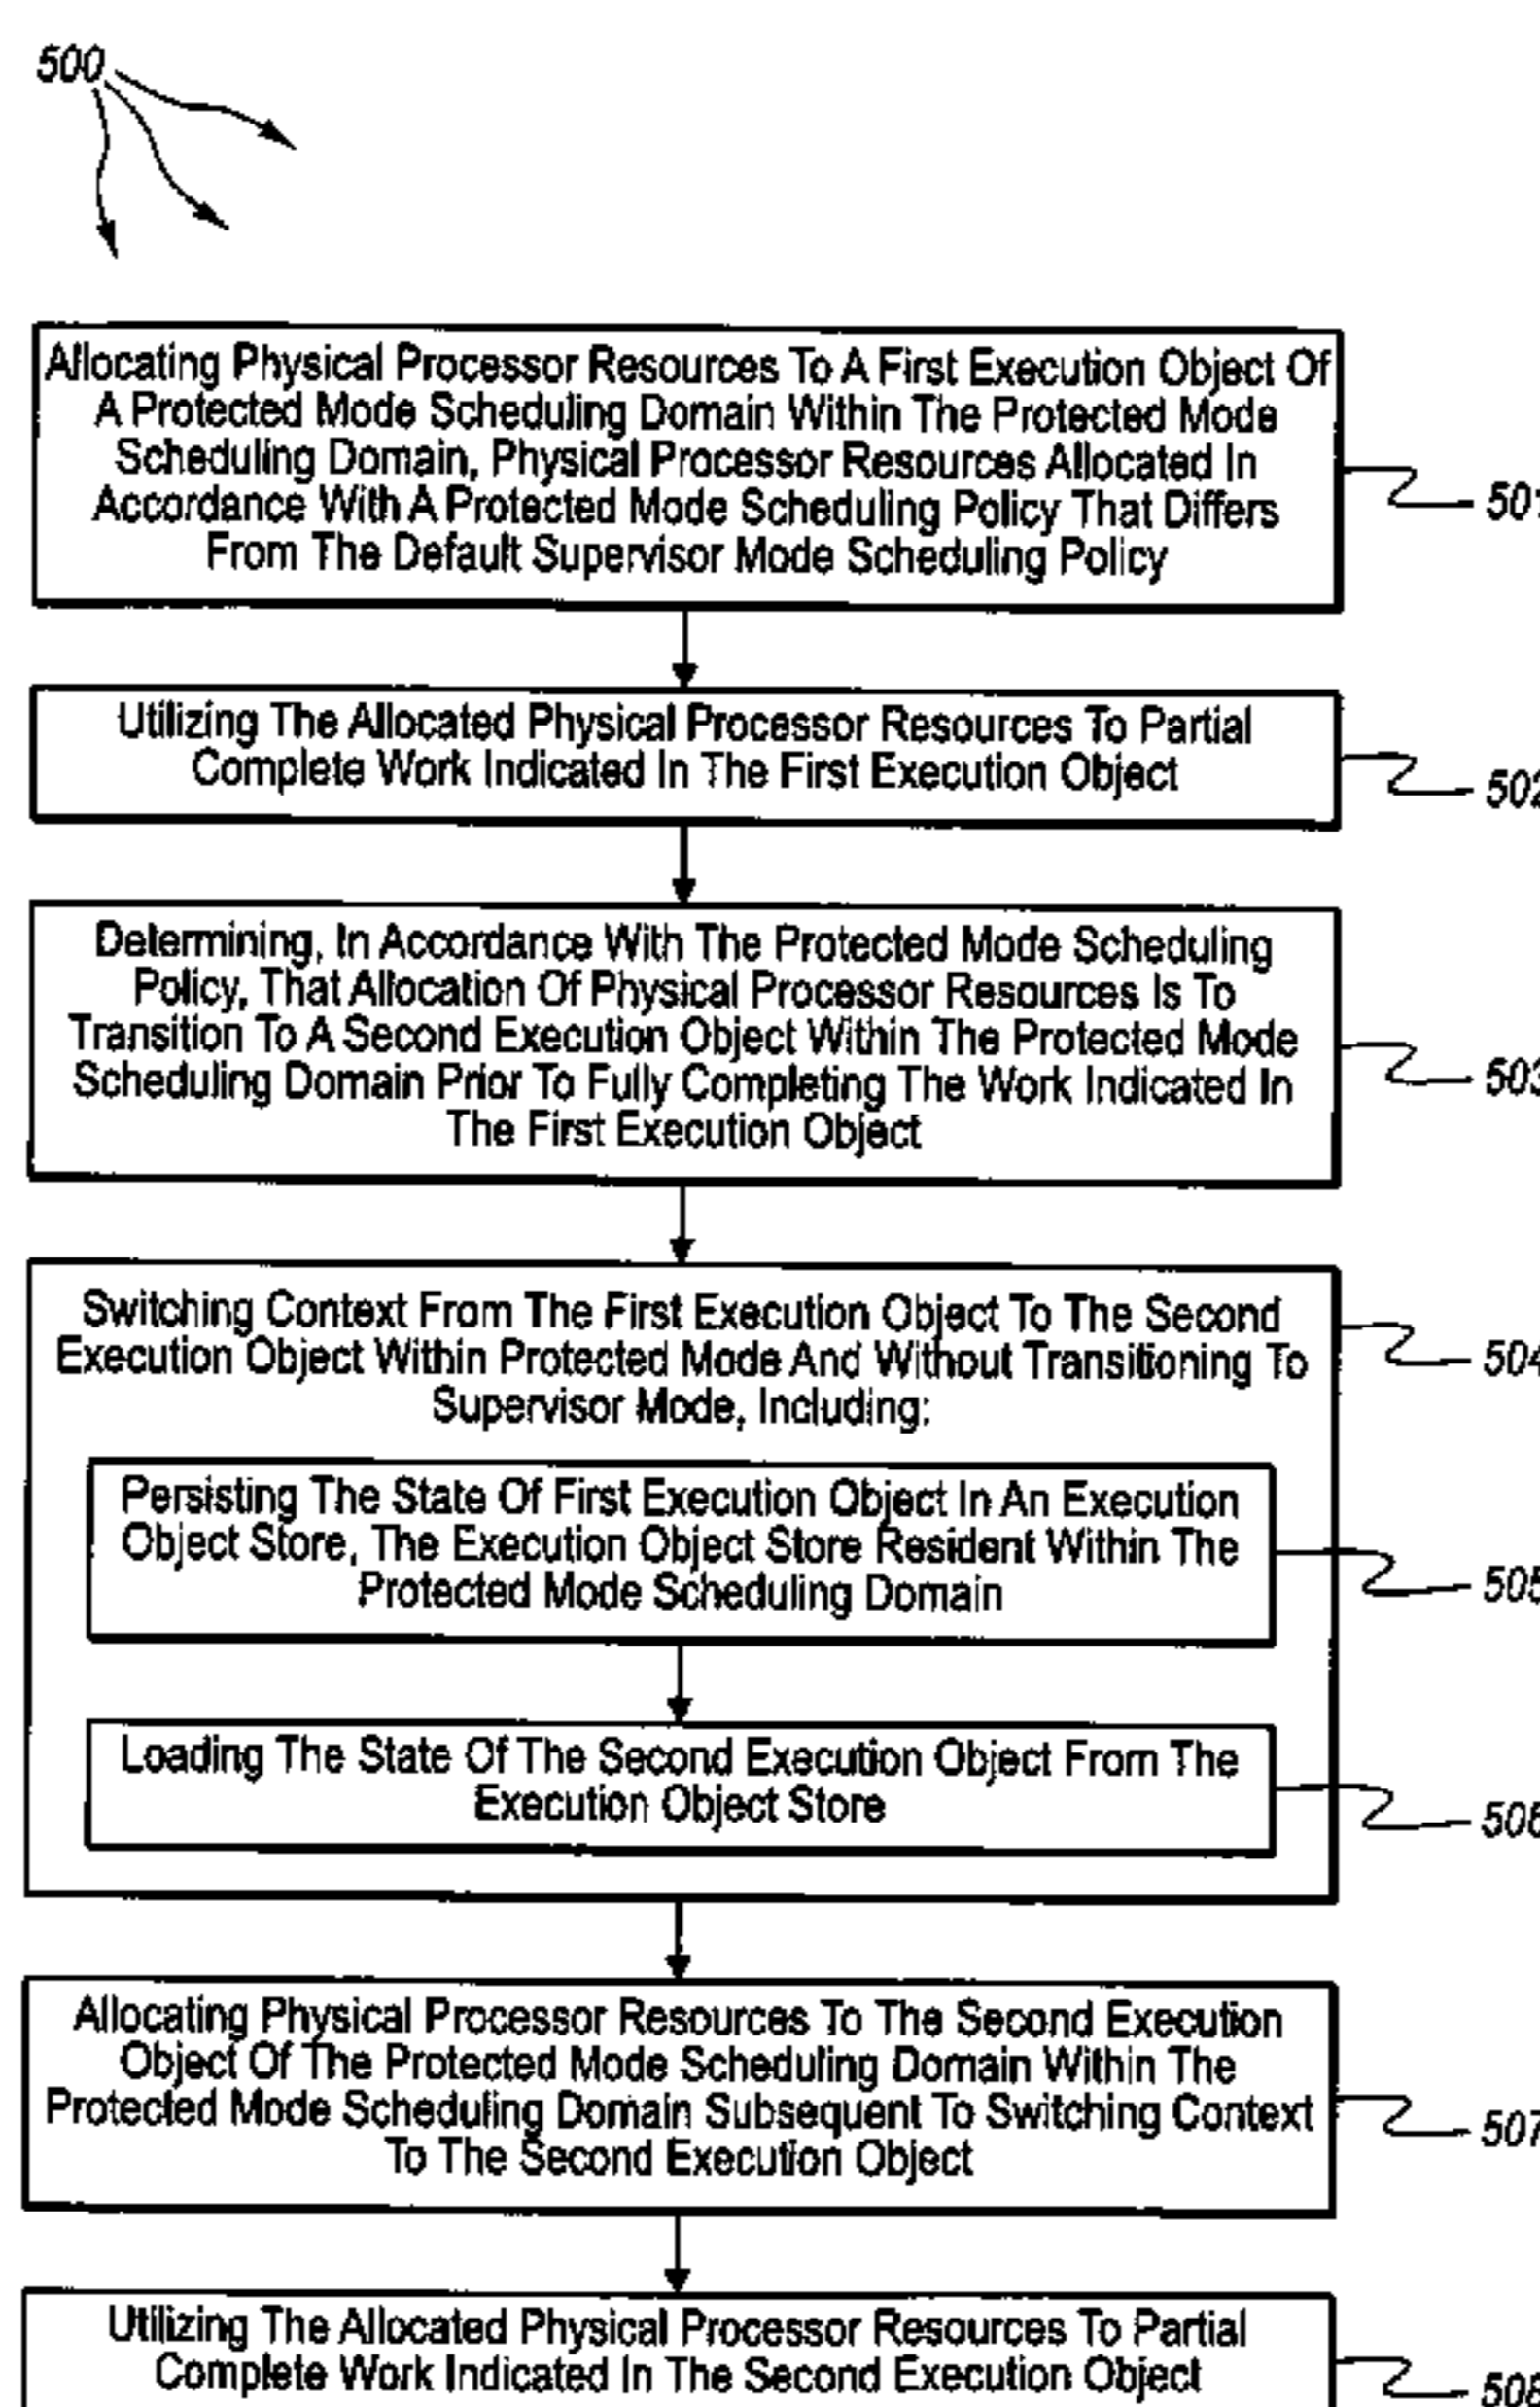 500
Allocating Physical Processor Resources To A First Execution Object Of
A Protected Mode Scheduling Domain Within The Protected Mode
Scheduling Domain, Physical Processor Resources Allocated In
Accordance With A Protected Mode Scheduling Policy That Differs
From The Default Supervisor Mode Scheduling Policy
501
Utilizing The Allocated Physical Processor Resources To Partial
Complete Work Indicated In The First Execution Object
502
Determining, In Accordance With The Protected Mode Scheduling
Policy, That Allocation Of Physical Processor Resources Is To
Transition To A Second Execution Object Within The Protected Mode
Scheduling Domain Prior To Fully Completing The Work Indicated In
The First Execution Object
503
Switching Context From The First Execution Object To The Second
Execution Object Within Protected Mode And Without Transitioning To
Supervisor Mode, Including:
504
Persisting The State Of First Execution Object In An Execution
Object Store, The Execution Object Store Resident Within The
Protected Mode Scheduling Domain
505
Loading The State Of The Second Execution Object From The
Execution Object Store
506
Allocating Physical Processor Resources To The Second Execution
Object Of The Protected Mode Scheduling Domain Within The
Protected Mode Scheduling Domain Subsequent To Switching Context
To The Second Execution Object
507
Utilizing The Allocated Physical Processor Resources To Partial
Complete Work Indicated In The Second Execution Object
508